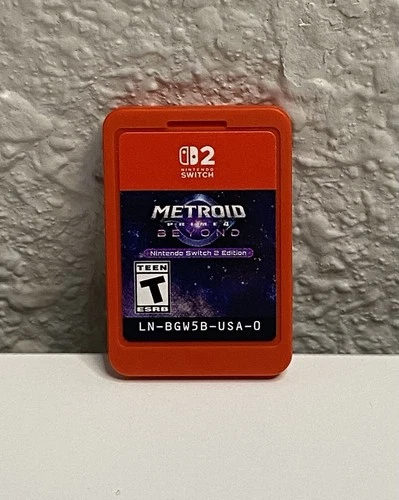 2
NINTENDO
SWITCH
METROID
PRIME 4
BEYOND
Nintendo Switch 2 Edition
TEEN
T
ESRB
LN-BGW5B-USA-0